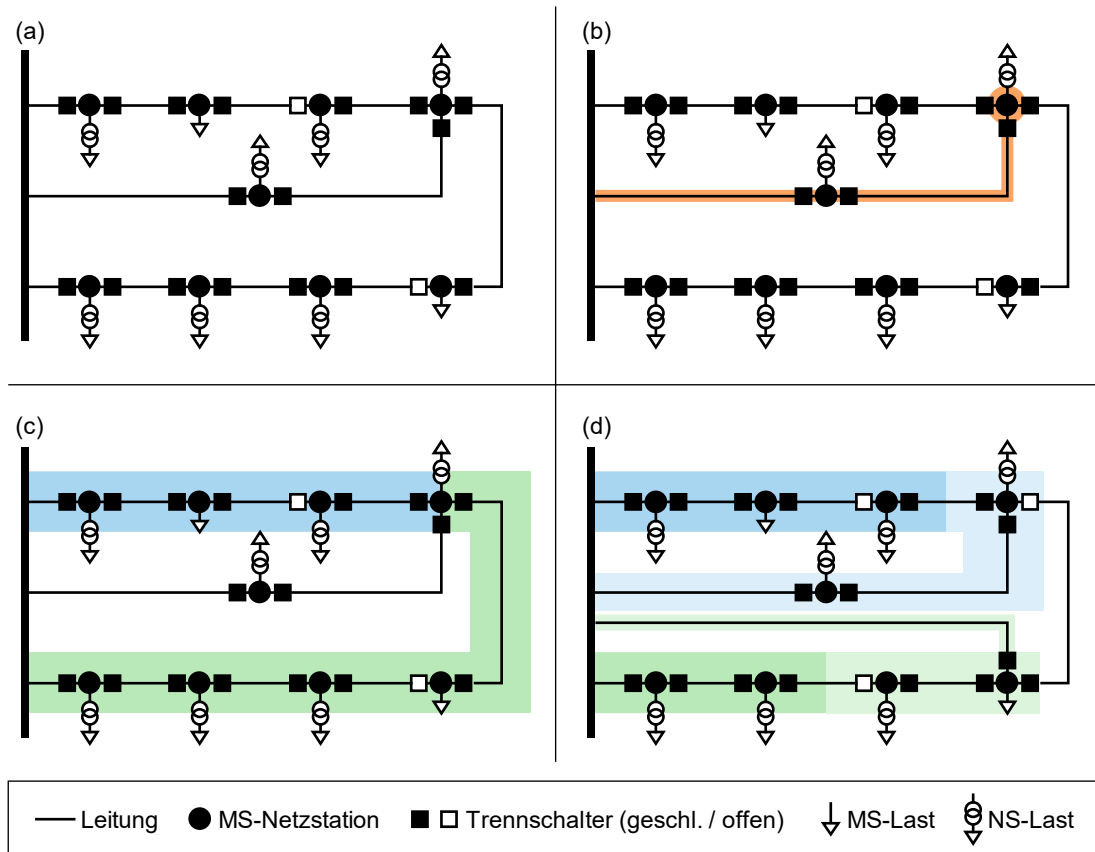 (a)
(b)
(c)
(d)
Leitung MS-Netzstation Trennschalter (geschl. / offen) MS-Last NS-Last